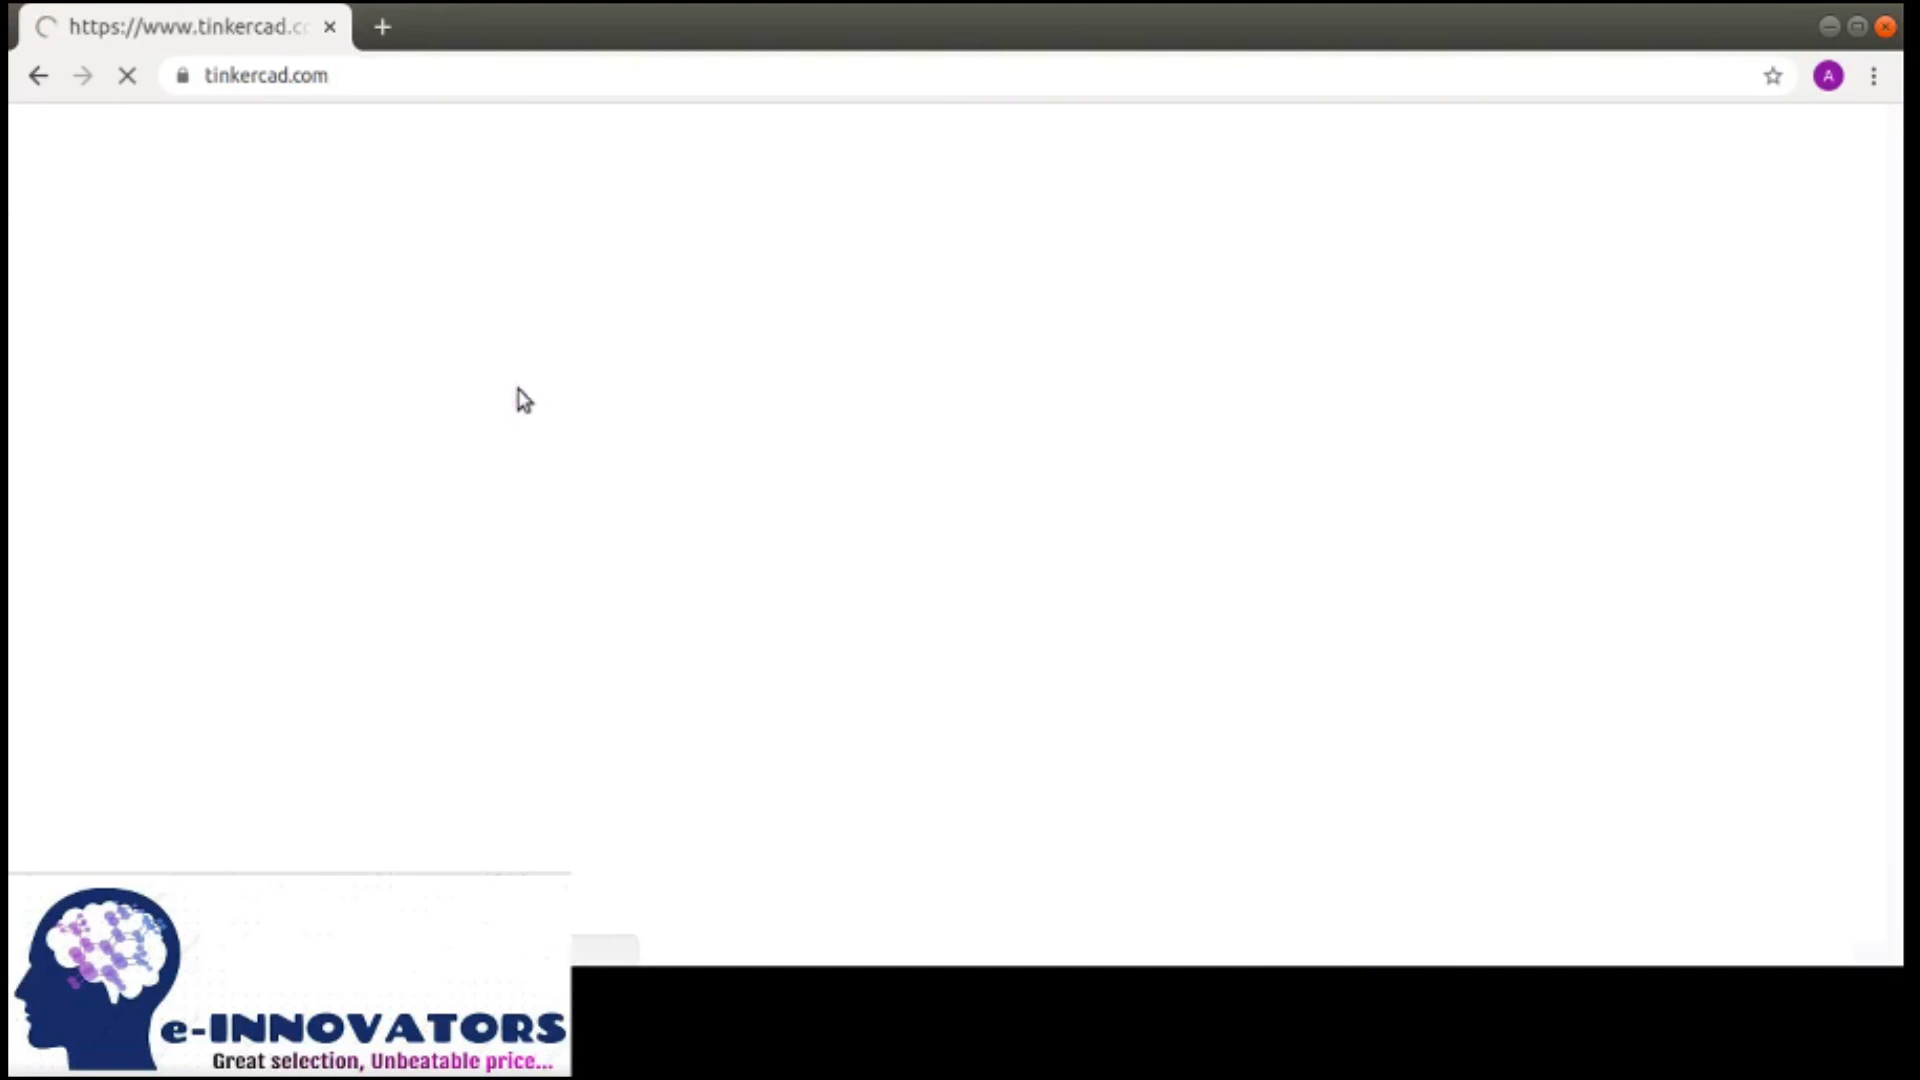 https://www.tinkercad.c
tinkercad.com
A
e-INNOVATORS
Great selection, Unbeatable price...